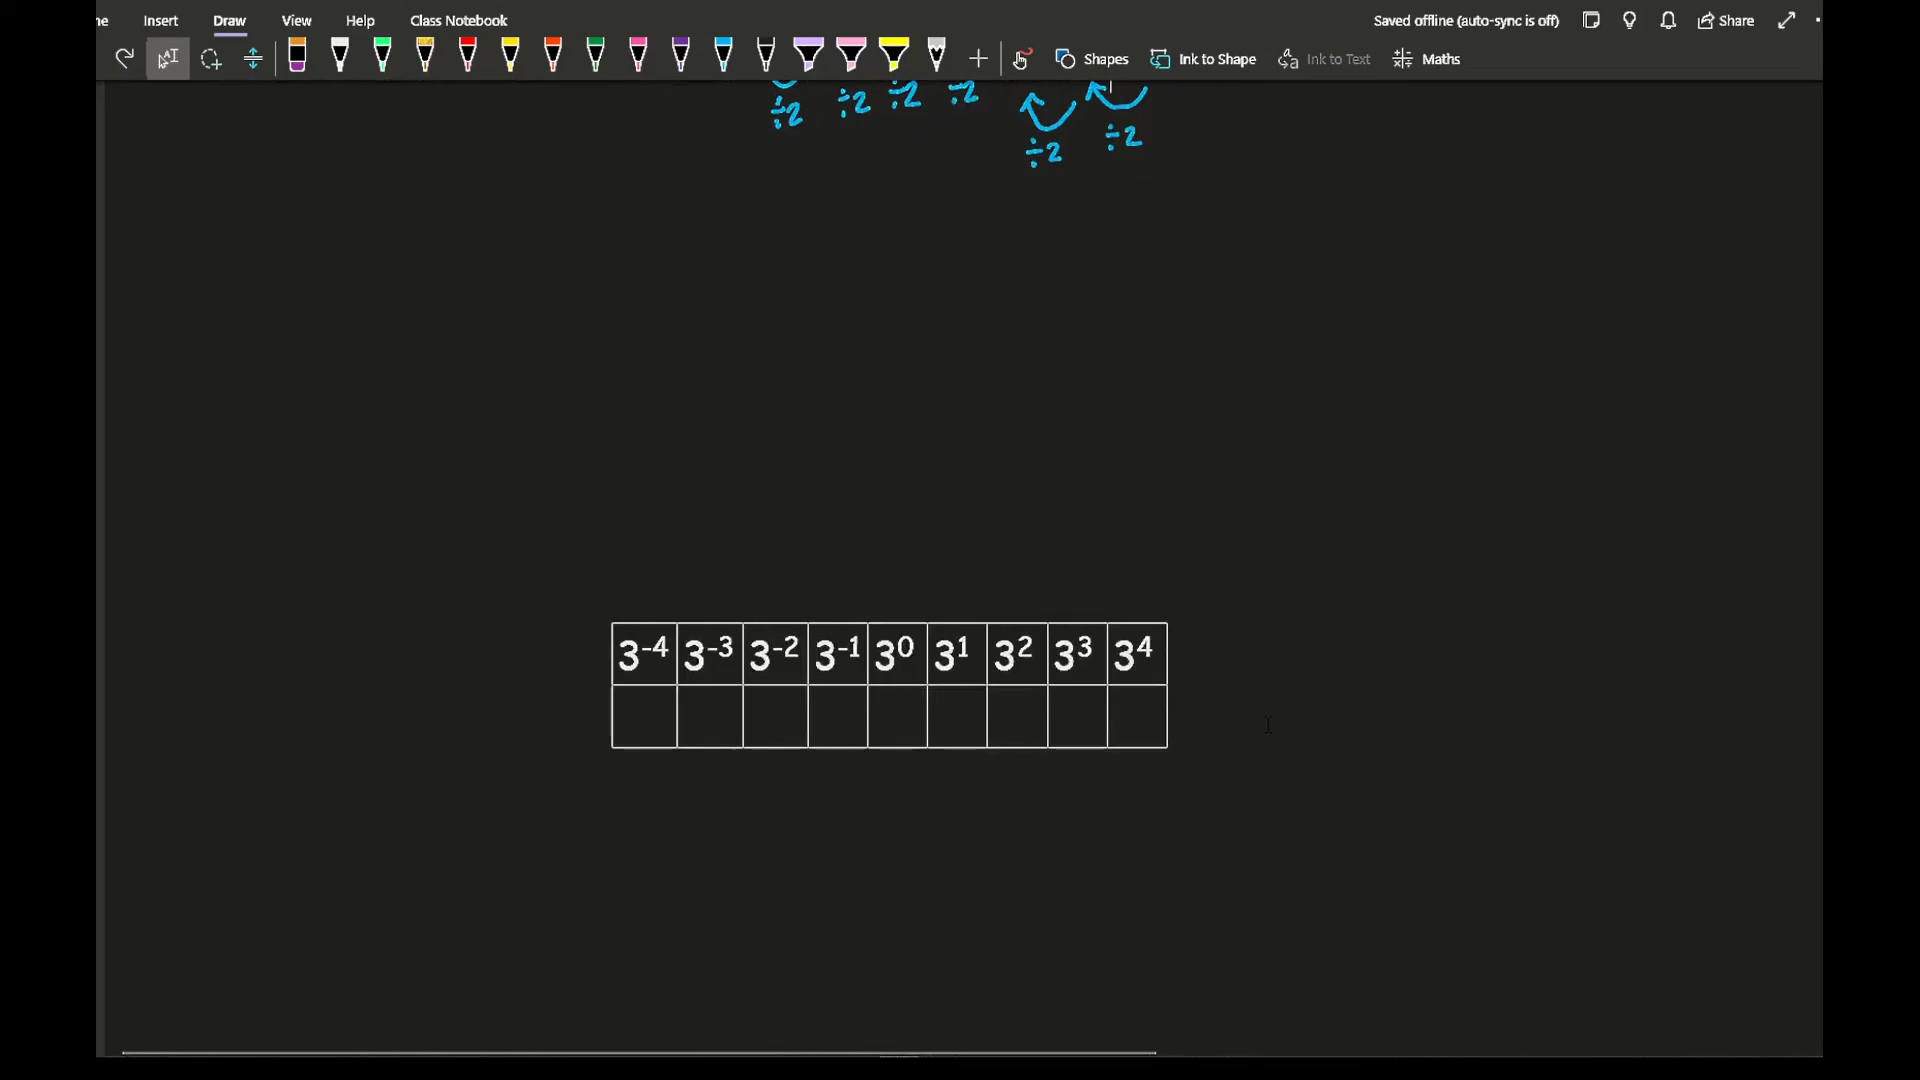 Insert Draw View Help Class Notebook Saved offline (auto-sync is off) Share
Shapes Ink to Shape Ink to Text Maths
÷2 ÷2 ÷2 ÷2 ÷2 ÷2
3⁻⁴ 3⁻³ 3⁻² 3⁻¹ 3⁰ 3¹ 3² 3³ 3⁴